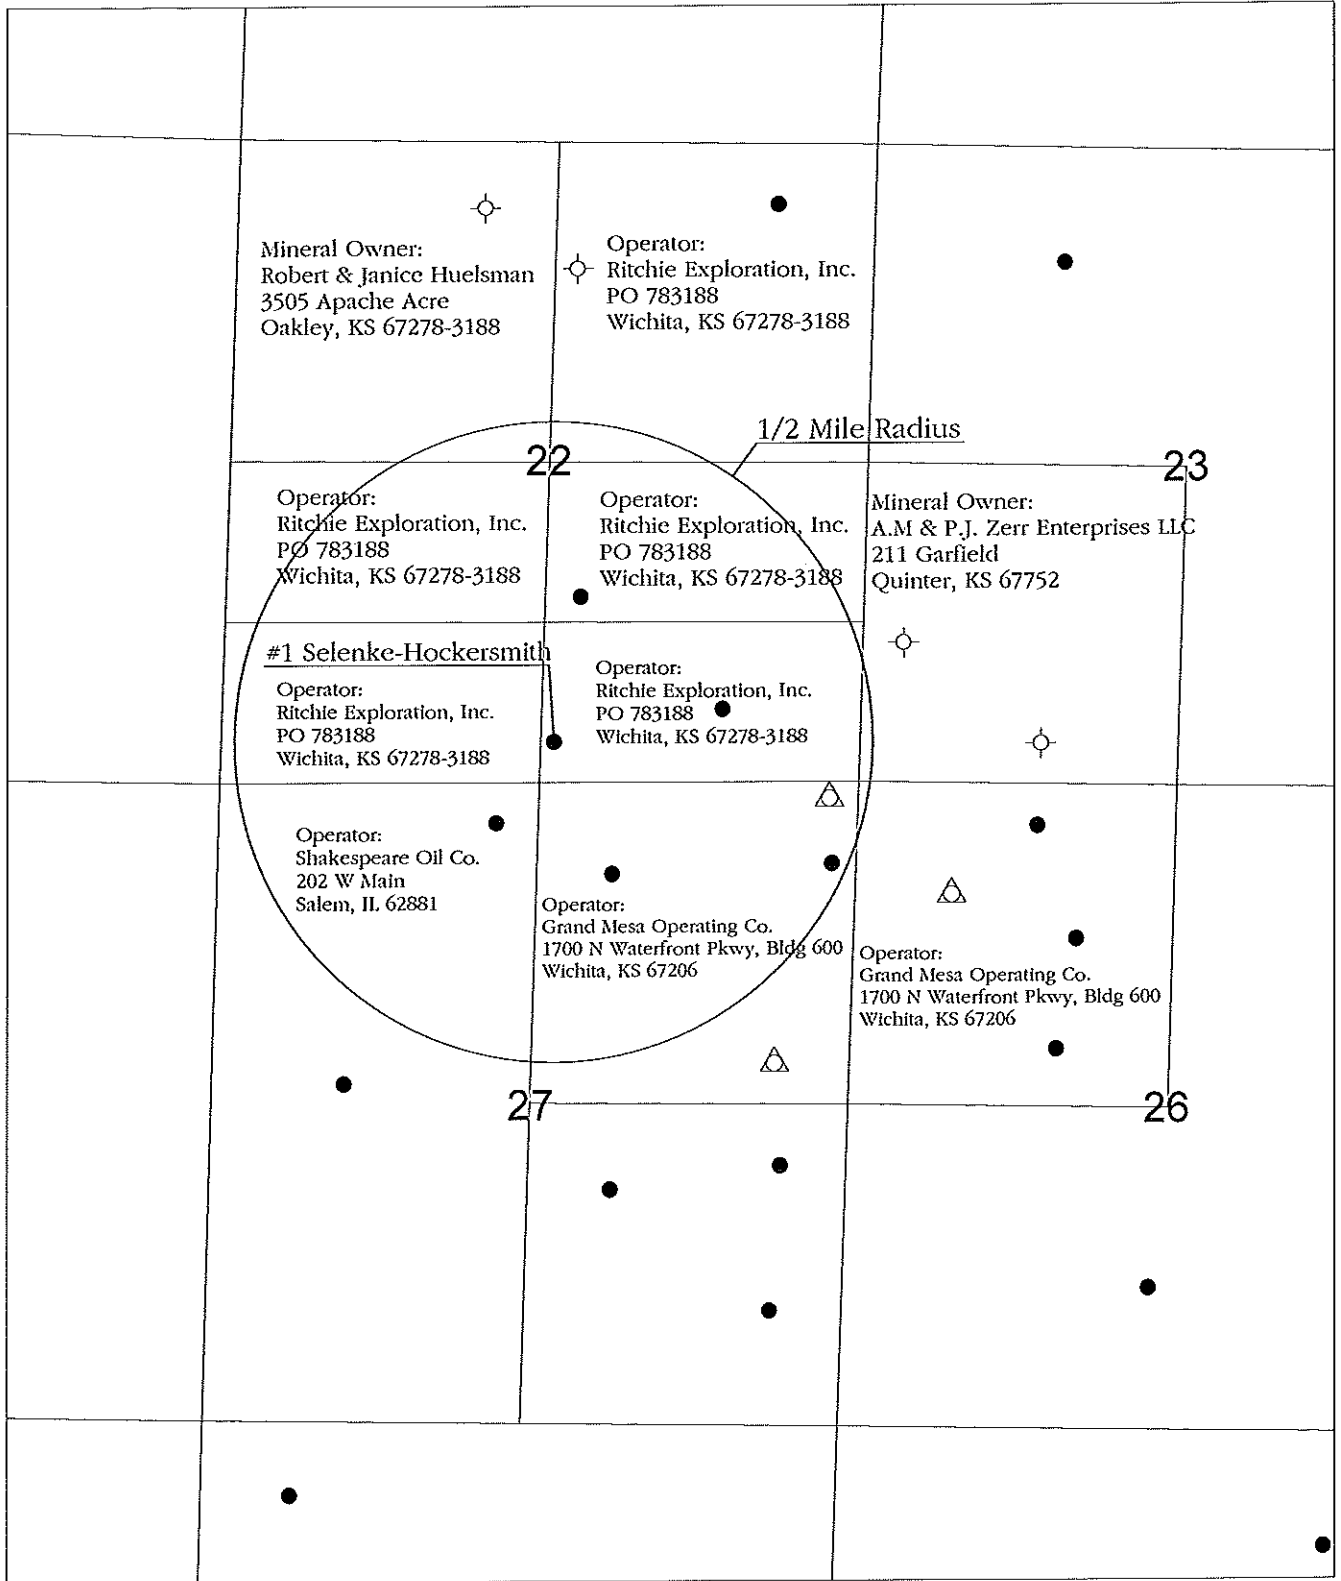 Mineral Owner:
Robert & Janice Huelsman
3505 Apache Acre
Oakley, KS 67278-3188
Operator:
Ritchie Exploration, Inc.
PO 783188
Wichita, KS 67278-3188
1/2 Mile Radius
22
23
Operator:
Ritchie Exploration, Inc.
PO 783188
Wichita, KS 67278-3188
Operator:
Ritchie Exploration, Inc.
PO 783188
Wichita, KS 67278-3188
Mineral Owner:
A.M & P.J. Zerr Enterprises LLC
211 Garfield
Quinter, KS 67752
#1 Selenke-Hockersmith
Operator:
Ritchie Exploration, Inc.
PO 783188
Wichita, KS 67278-3188
Operator:
Ritchie Exploration, Inc.
PO 783188
Wichita, KS 67278-3188
Operator:
Shakespeare Oil Co.
202 W Main
Salem, IL 62881
Operator:
Grand Mesa Operating Co.
1700 N Waterfront Pkwy, Bldg 600
Wichita, KS 67206
Operator:
Grand Mesa Operating Co.
1700 N Waterfront Pkwy, Bldg 600
Wichita, KS 67206
27
26